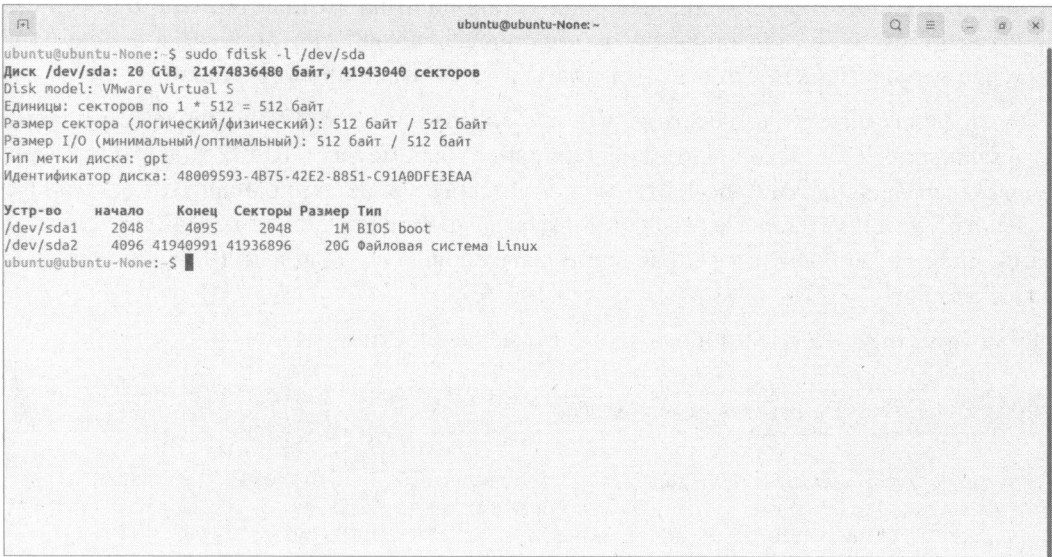 ubuntu@ubuntu-None: ~
ubuntu@ubuntu-None:~$ sudo fdisk -l /dev/sda
Диск /dev/sda: 20 GiB, 21474836480 байт, 41943040 секторов
Disk model: VMware Virtual S
Единицы: секторов по 1 * 512 = 512 байт
Размер сектора (логический/физический): 512 байт / 512 байт
Размер I/O (минимальный/оптимальный): 512 байт / 512 байт
Тип метки диска: gpt
Идентификатор диска: 48009593-4B75-42E2-8851-C91A0DFE3EAA
Устр-во начало Конец Секторы Размер Тип
/dev/sda1 2048 4095 2048 1M BIOS boot
/dev/sda2 4096 41940991 41936896 20G Файловая система Linux
ubuntu@ubuntu-None:~$